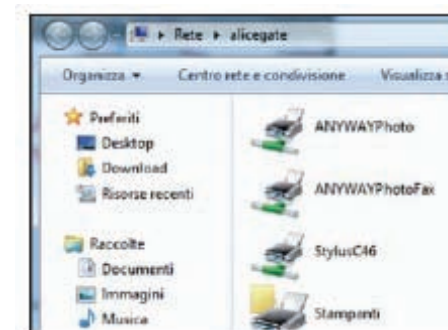 Rete ▸ alicegate
Organizza ▾ Centro rete e condivisione Visualizza s
Preferiti
Desktop
Download
Risorse recenti
Raccolte
Documenti
Immagini
Musica
ANYWAYPhoto
ANYWAYPhotoFax
StylusC46
Stampanti